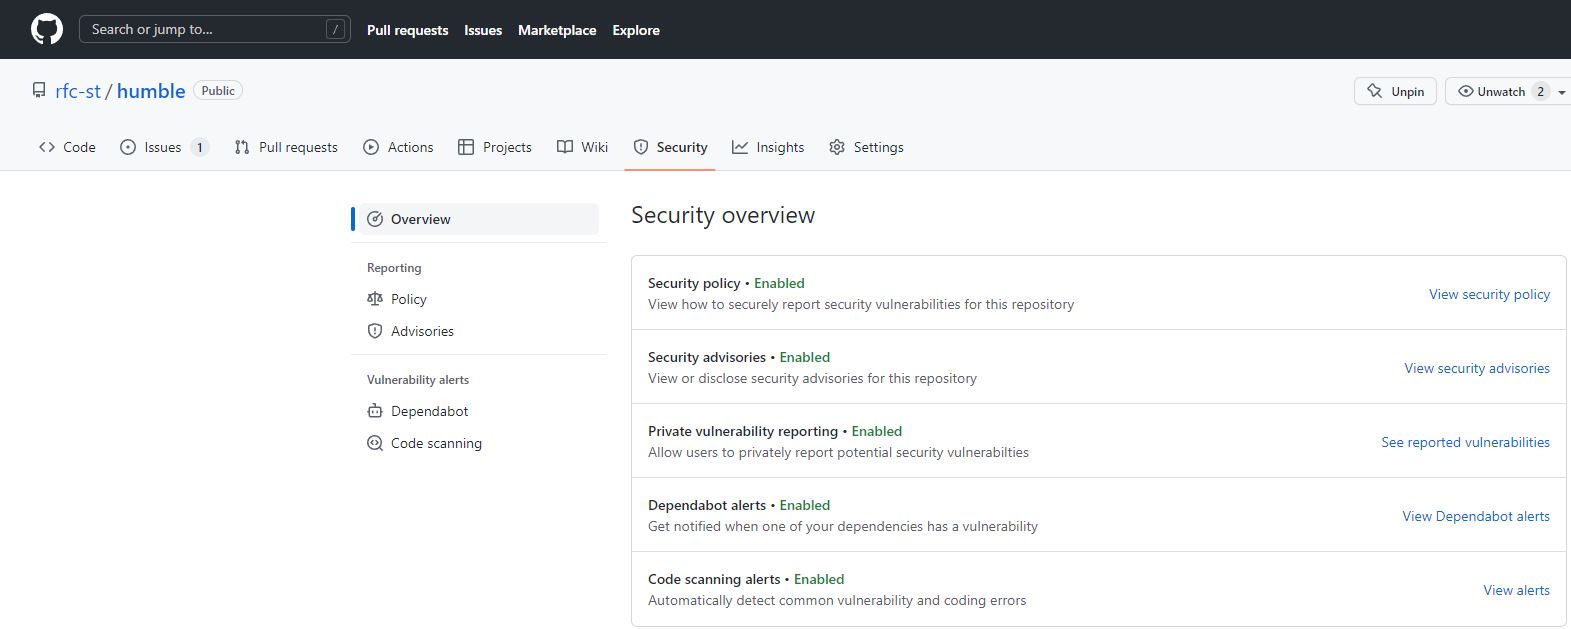 Search or jump to... /
Pull requests Issues Marketplace Explore
rfc-st / humble Public
Unpin
Unwatch 2
Code Issues 1 Pull requests Actions Projects Wiki Security Insights Settings
Overview
Reporting
Policy
Advisories
Vulnerability alerts
Dependabot
Code scanning
Security overview
Security policy • Enabled
View how to securely report security vulnerabilities for this repository
View security policy
Security advisories • Enabled
View or disclose security advisories for this repository
View security advisories
Private vulnerability reporting • Enabled
Allow users to privately report potential security vulnerabilties
See reported vulnerabilities
Dependabot alerts • Enabled
Get notified when one of your dependencies has a vulnerability
View Dependabot alerts
Code scanning alerts • Enabled
Automatically detect common vulnerability and coding errors
View alerts